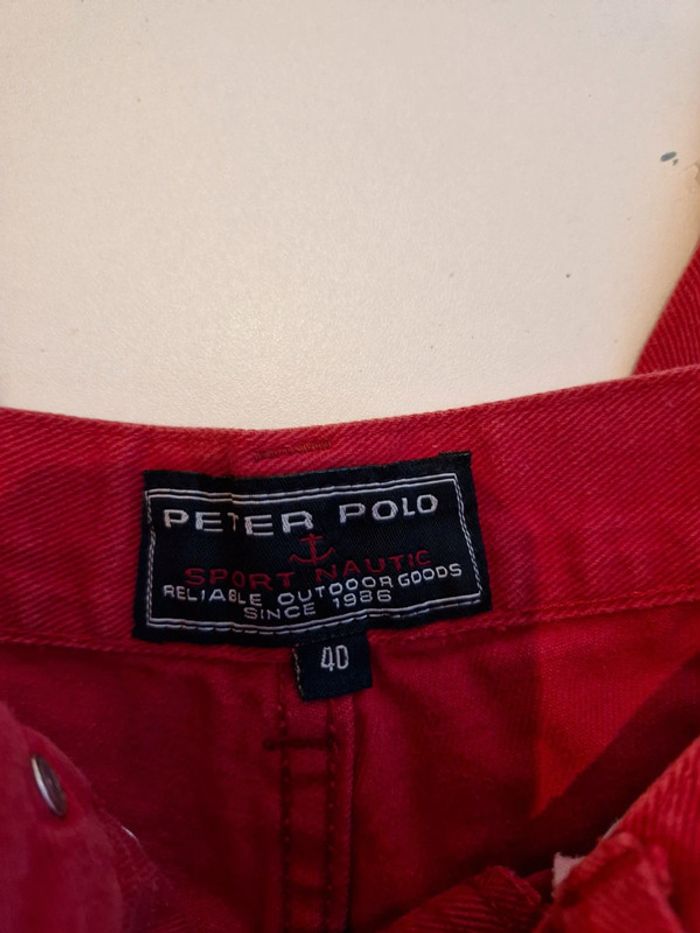 PETER POLO
SPORT NAUTIC
RELIABLE OUTDOOR GOODS
SINCE 1986
40